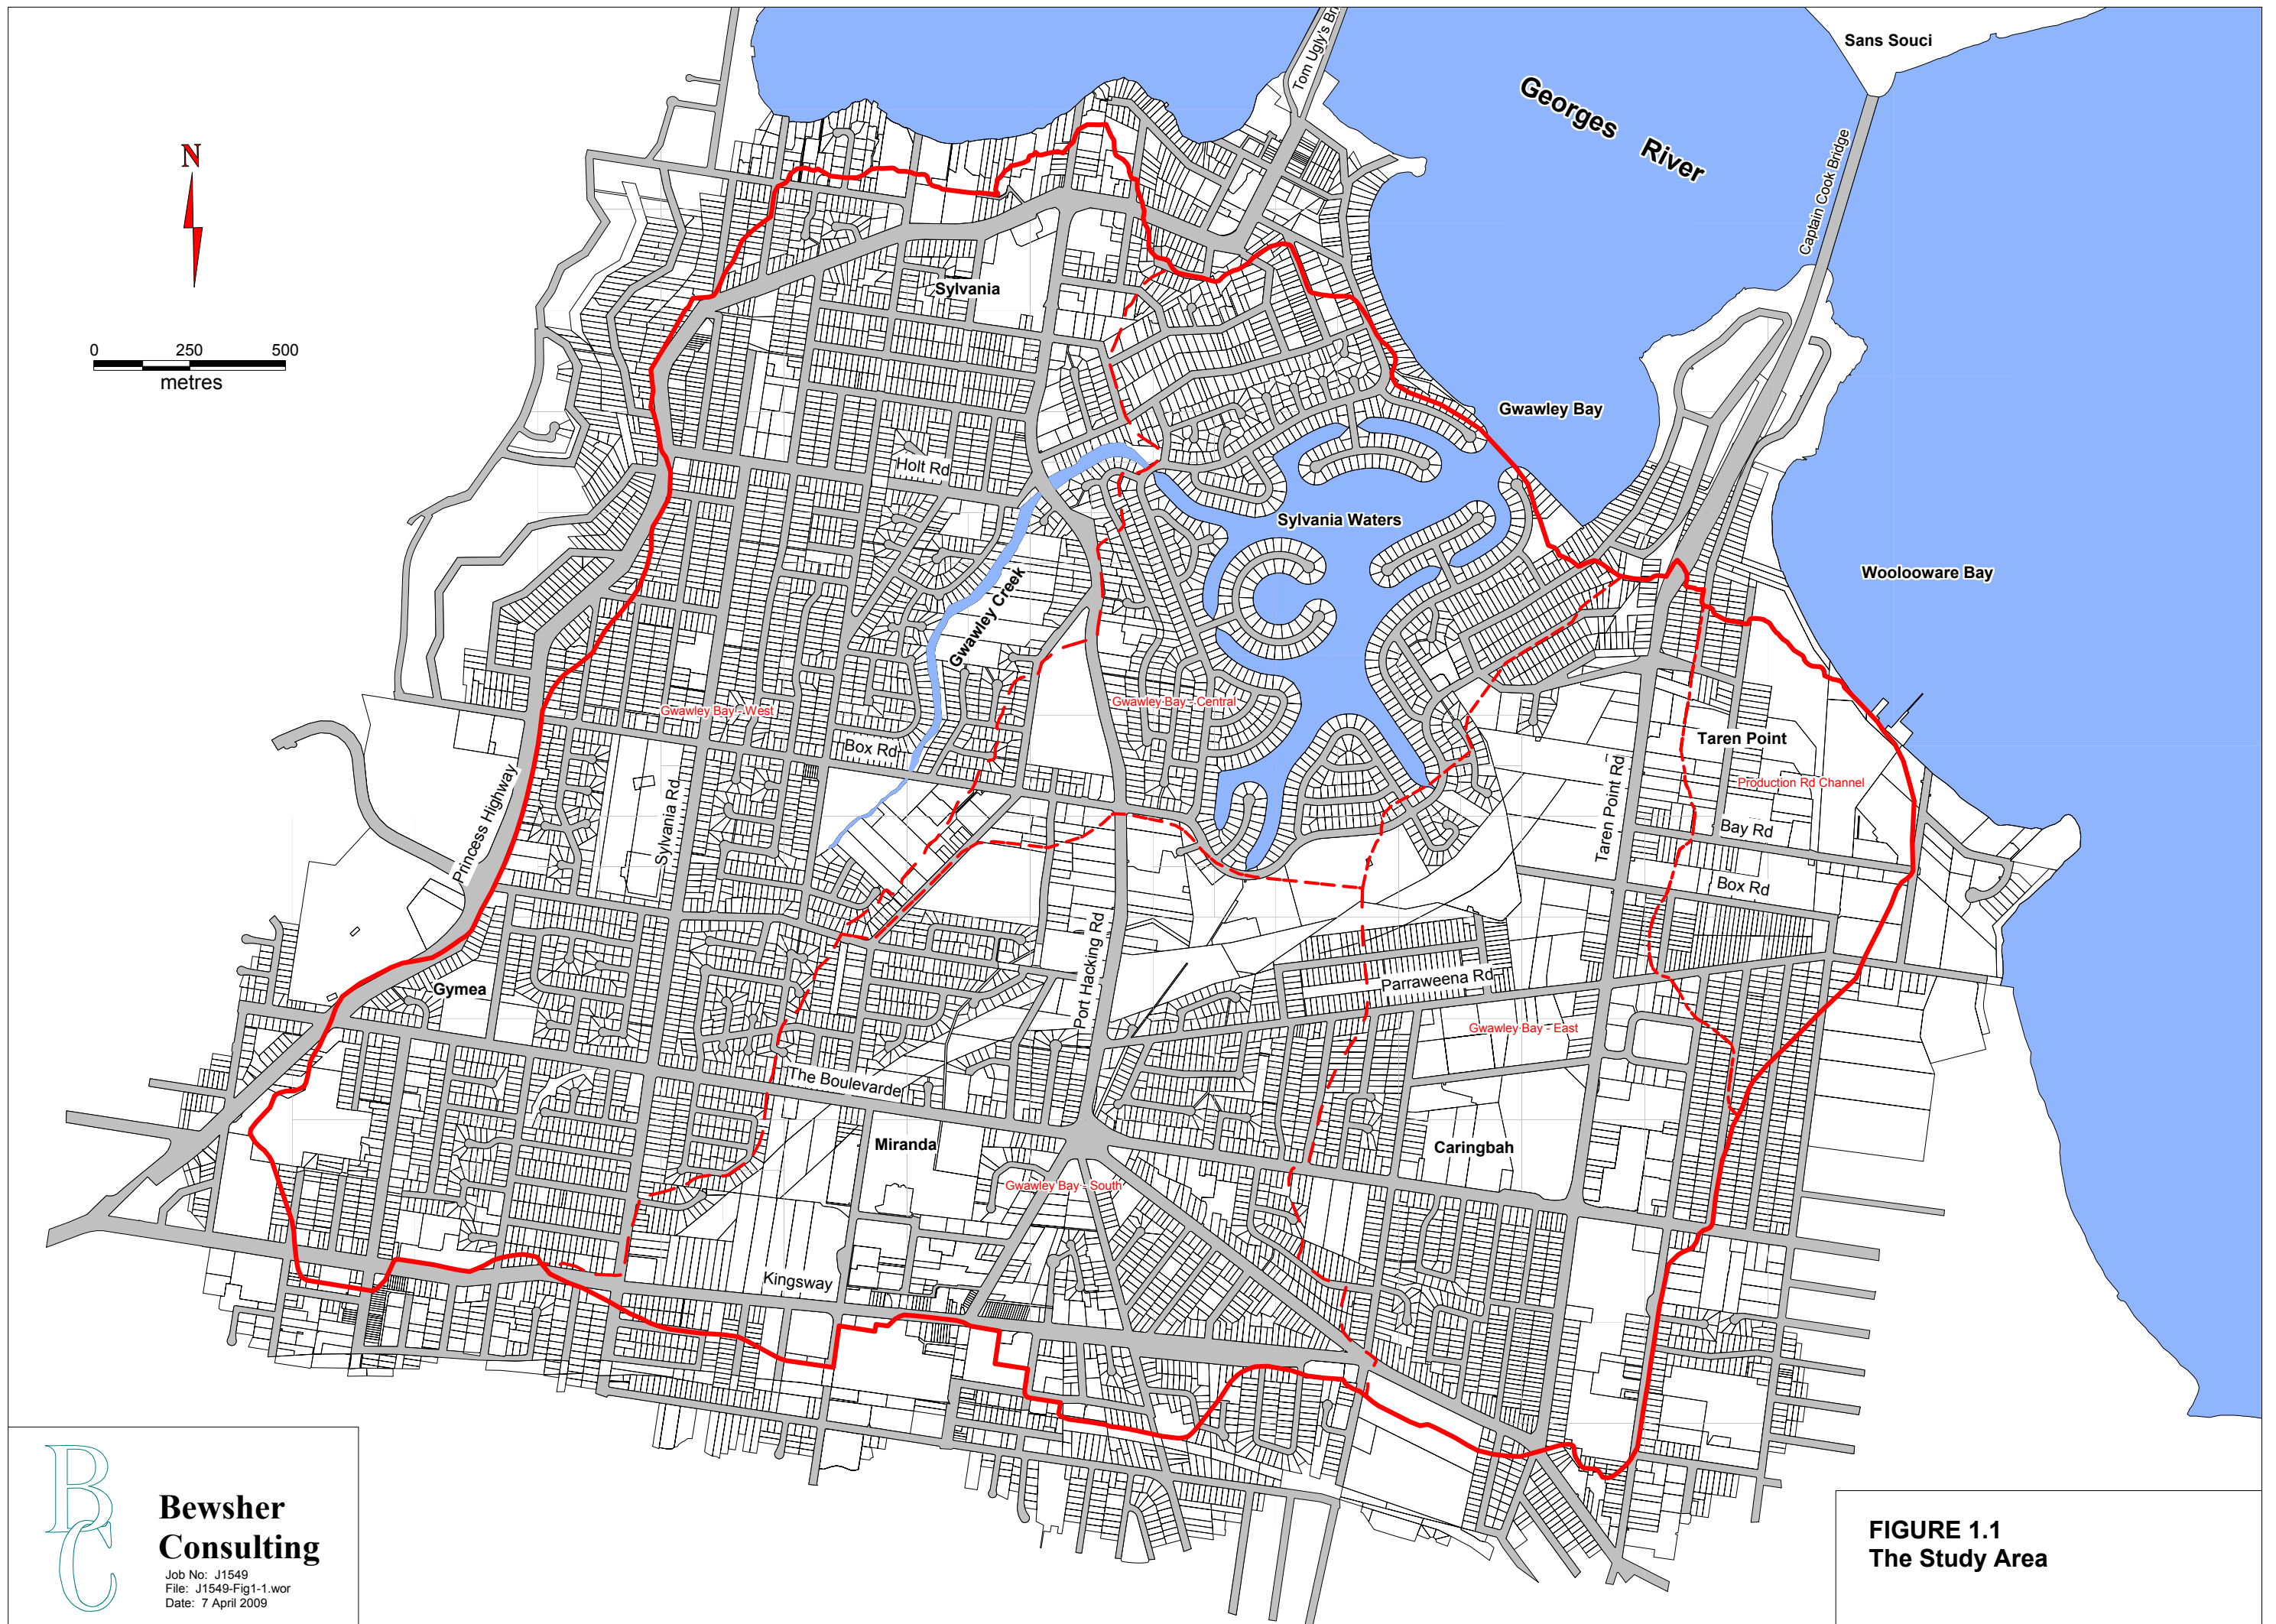 Tom Ugly's Bri
Sans Souci
Georges River
Captain Cook Bridge
N
0 250 500
metres
Sylvania
Gwawley Bay
Holt Rd
Sylvania Waters
Woolooware Bay
Gwawley Creek
Gwawley Bay - West
Gwawley Bay - Central
Box Rd
Taren Point
Princess Highway
Sylvania Rd
Taren Point Rd
Production Rd Channel
Bay Rd
Box Rd
Port Hacking Rd
Parraweena Rd
Gymea
Gwawley Bay - East
The Boulevarde
Miranda
Caringbah
Gwawley Bay - South
Kingsway
Bewsher
Consulting
Job No: J1549
File: J1549-Fig1-1.wor
Date: 7 April 2009
BC
FIGURE 1.1
The Study Area